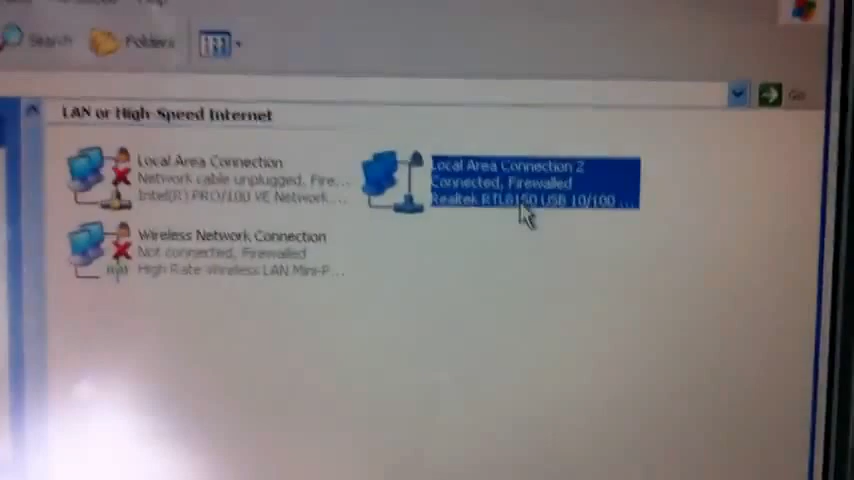 Search
Folders
Go
LAN or High-Speed Internet
Local Area Connection
Network cable unplugged, Fire...
Intel(R) PRO/100 VE Network...
Local Area Connection 2
Connected, Firewalled
Realtek RTL8150 USB 10/100 ...
Wireless Network Connection
Not connected, Firewalled
High Rate Wireless LAN Mini-P...